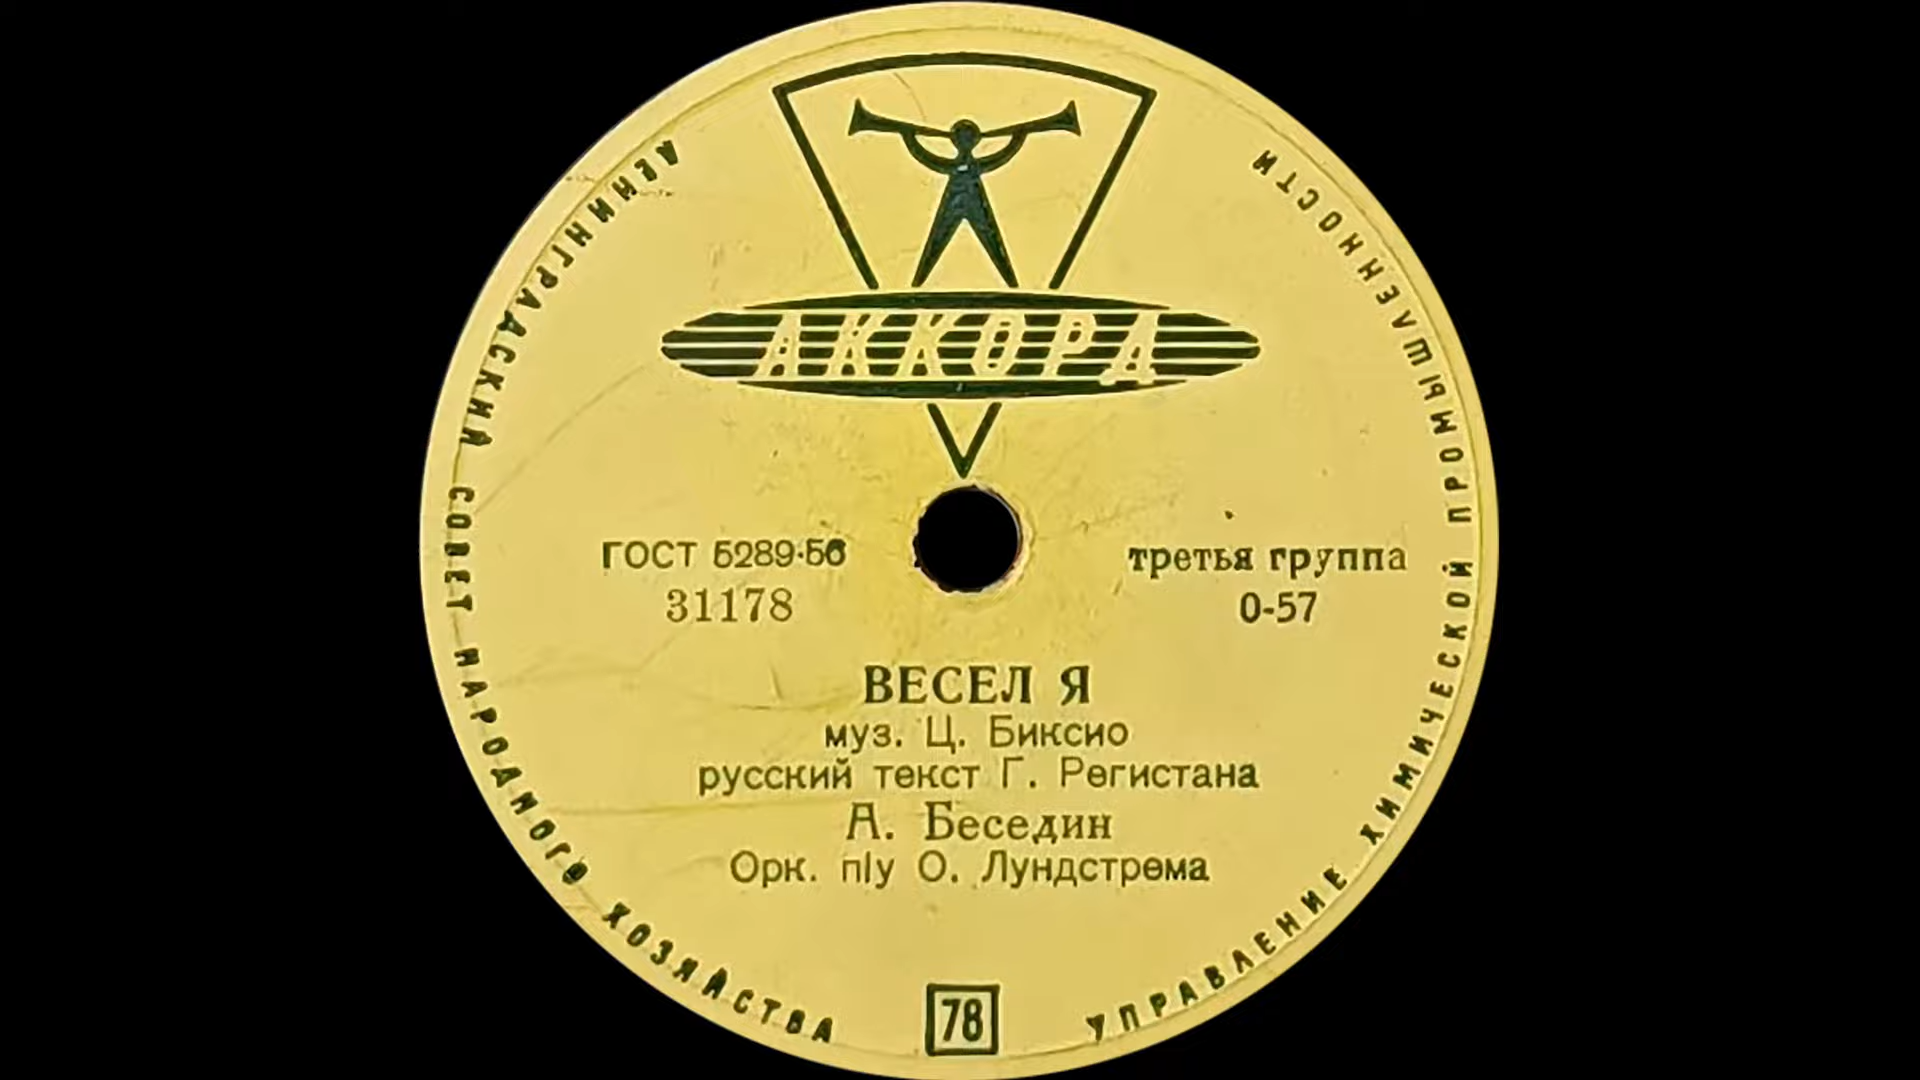 АККОРД
ЛЕНИНГРАДСКИЙ СОВЕТ НАРОДНОГО ХОЗЯЙСТВА
УПРАВЛЕНИЕ ХИМИЧЕСКОЙ ПРОМЫШЛЕННОСТИ
ГОСТ 5289-56
31178
третья группа
0-57
ВЕСЕЛ Я
муз. Ц. Биксио
русский текст Г. Регистана
А. Беседин
Орк. п/у О. Лундстрема
78